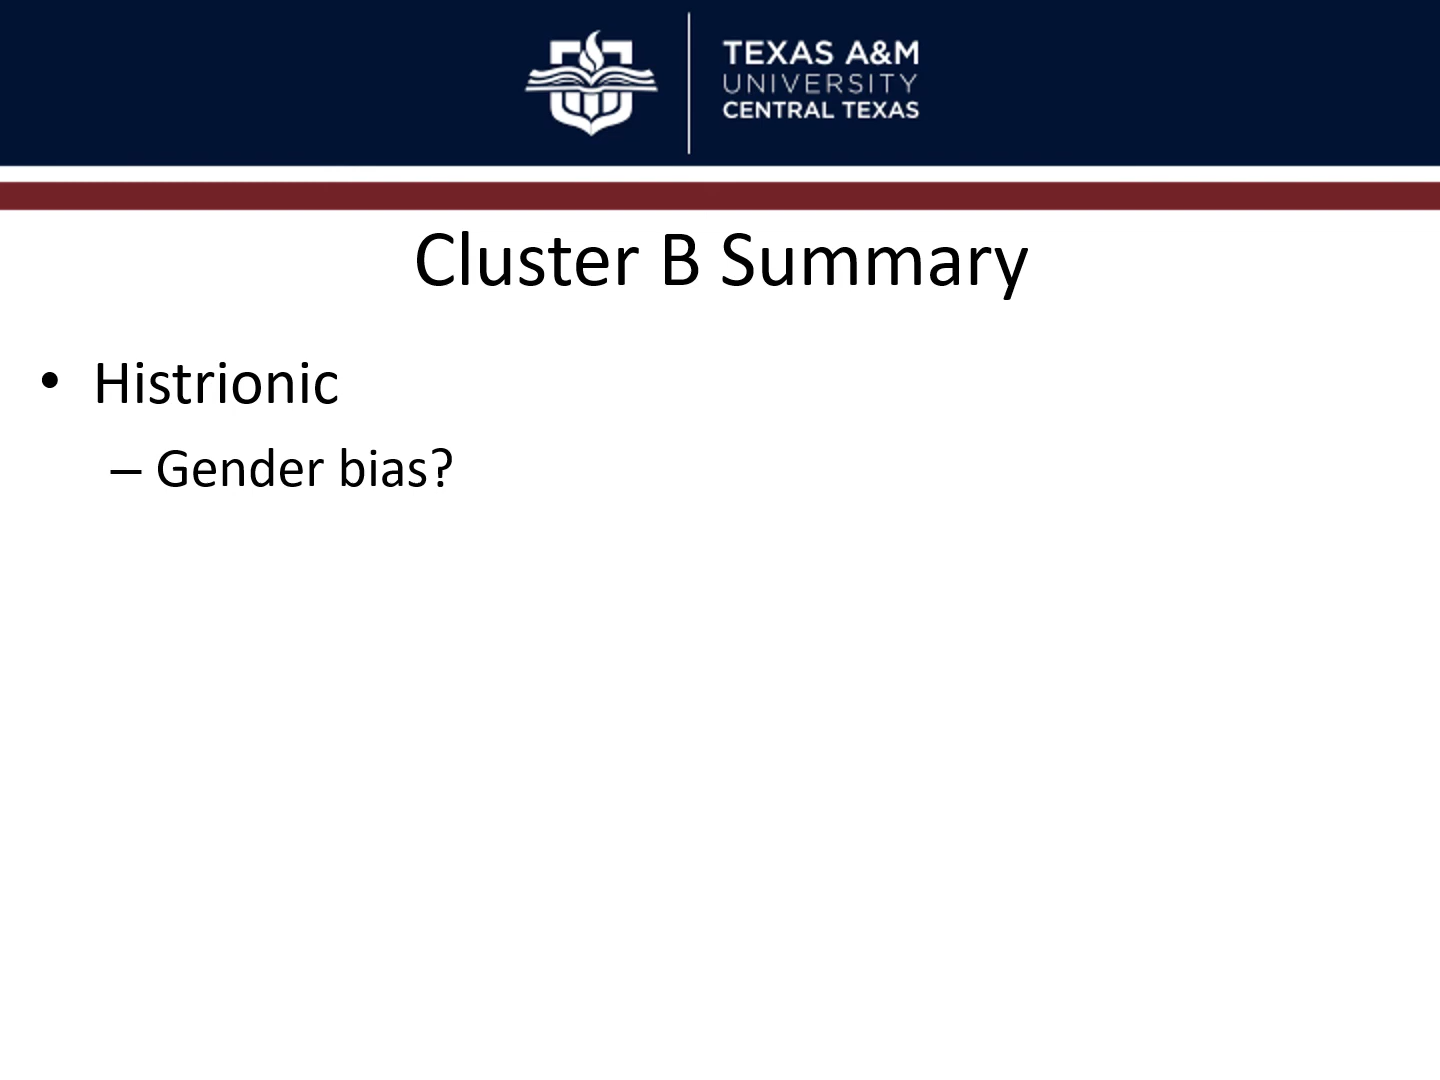 TEXAS A&M
UNIVERSITY
CENTRAL TEXAS
Cluster B Summary
• Histrionic
– Gender bias?